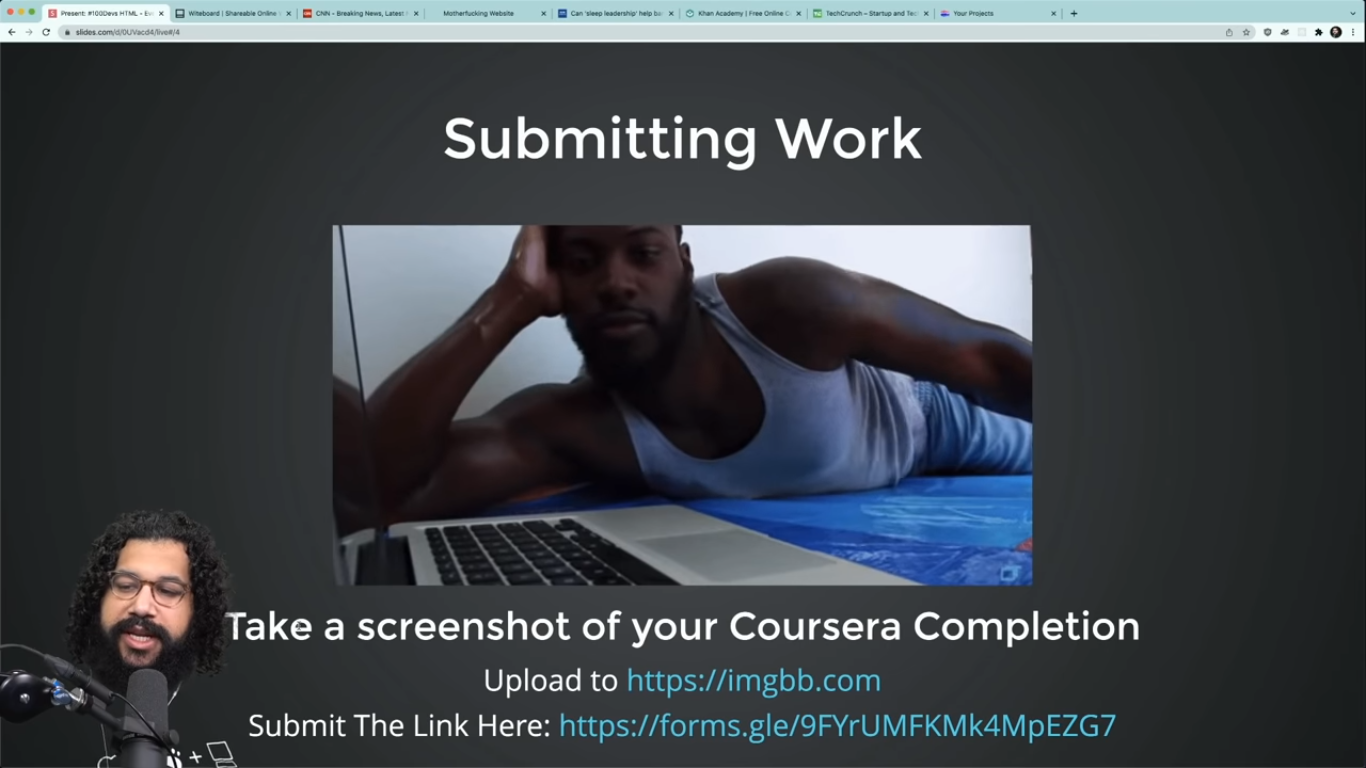 Present: #100Devs HTML - Ev
Witeboard | Shareable Online
CNN - Breaking News, Latest
Motherfucking Website
Can 'sleep leadership' help ba
Khan Academy | Free Online C
TechCrunch – Startup and Tec
Your Projects
slides.com/d/0UVacd4/live#/4
Submitting Work
Take a screenshot of your Coursera Completion
Upload to https://imgbb.com
Submit The Link Here: https://forms.gle/9FYrUMFKMk4MpEZG7